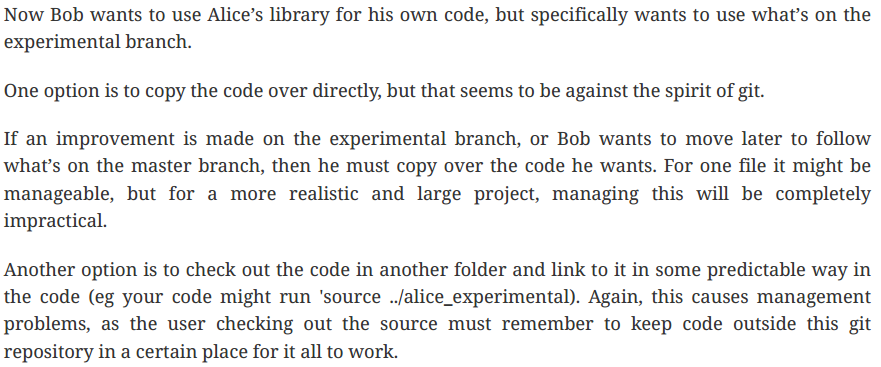 Now Bob wants to use Alice’s library for his own code, but specifically wants to use what’s on the
experimental branch.
One option is to copy the code over directly, but that seems to be against the spirit of git.
If an improvement is made on the experimental branch, or Bob wants to move later to follow
what’s on the master branch, then he must copy over the code he wants. For one file it might be
manageable, but for a more realistic and large project, managing this will be completely
impractical.
Another option is to check out the code in another folder and link to it in some predictable way in
the code (eg your code might run 'source ../alice_experimental). Again, this causes management
problems, as the user checking out the source must remember to keep code outside this git
repository in a certain place for it all to work.